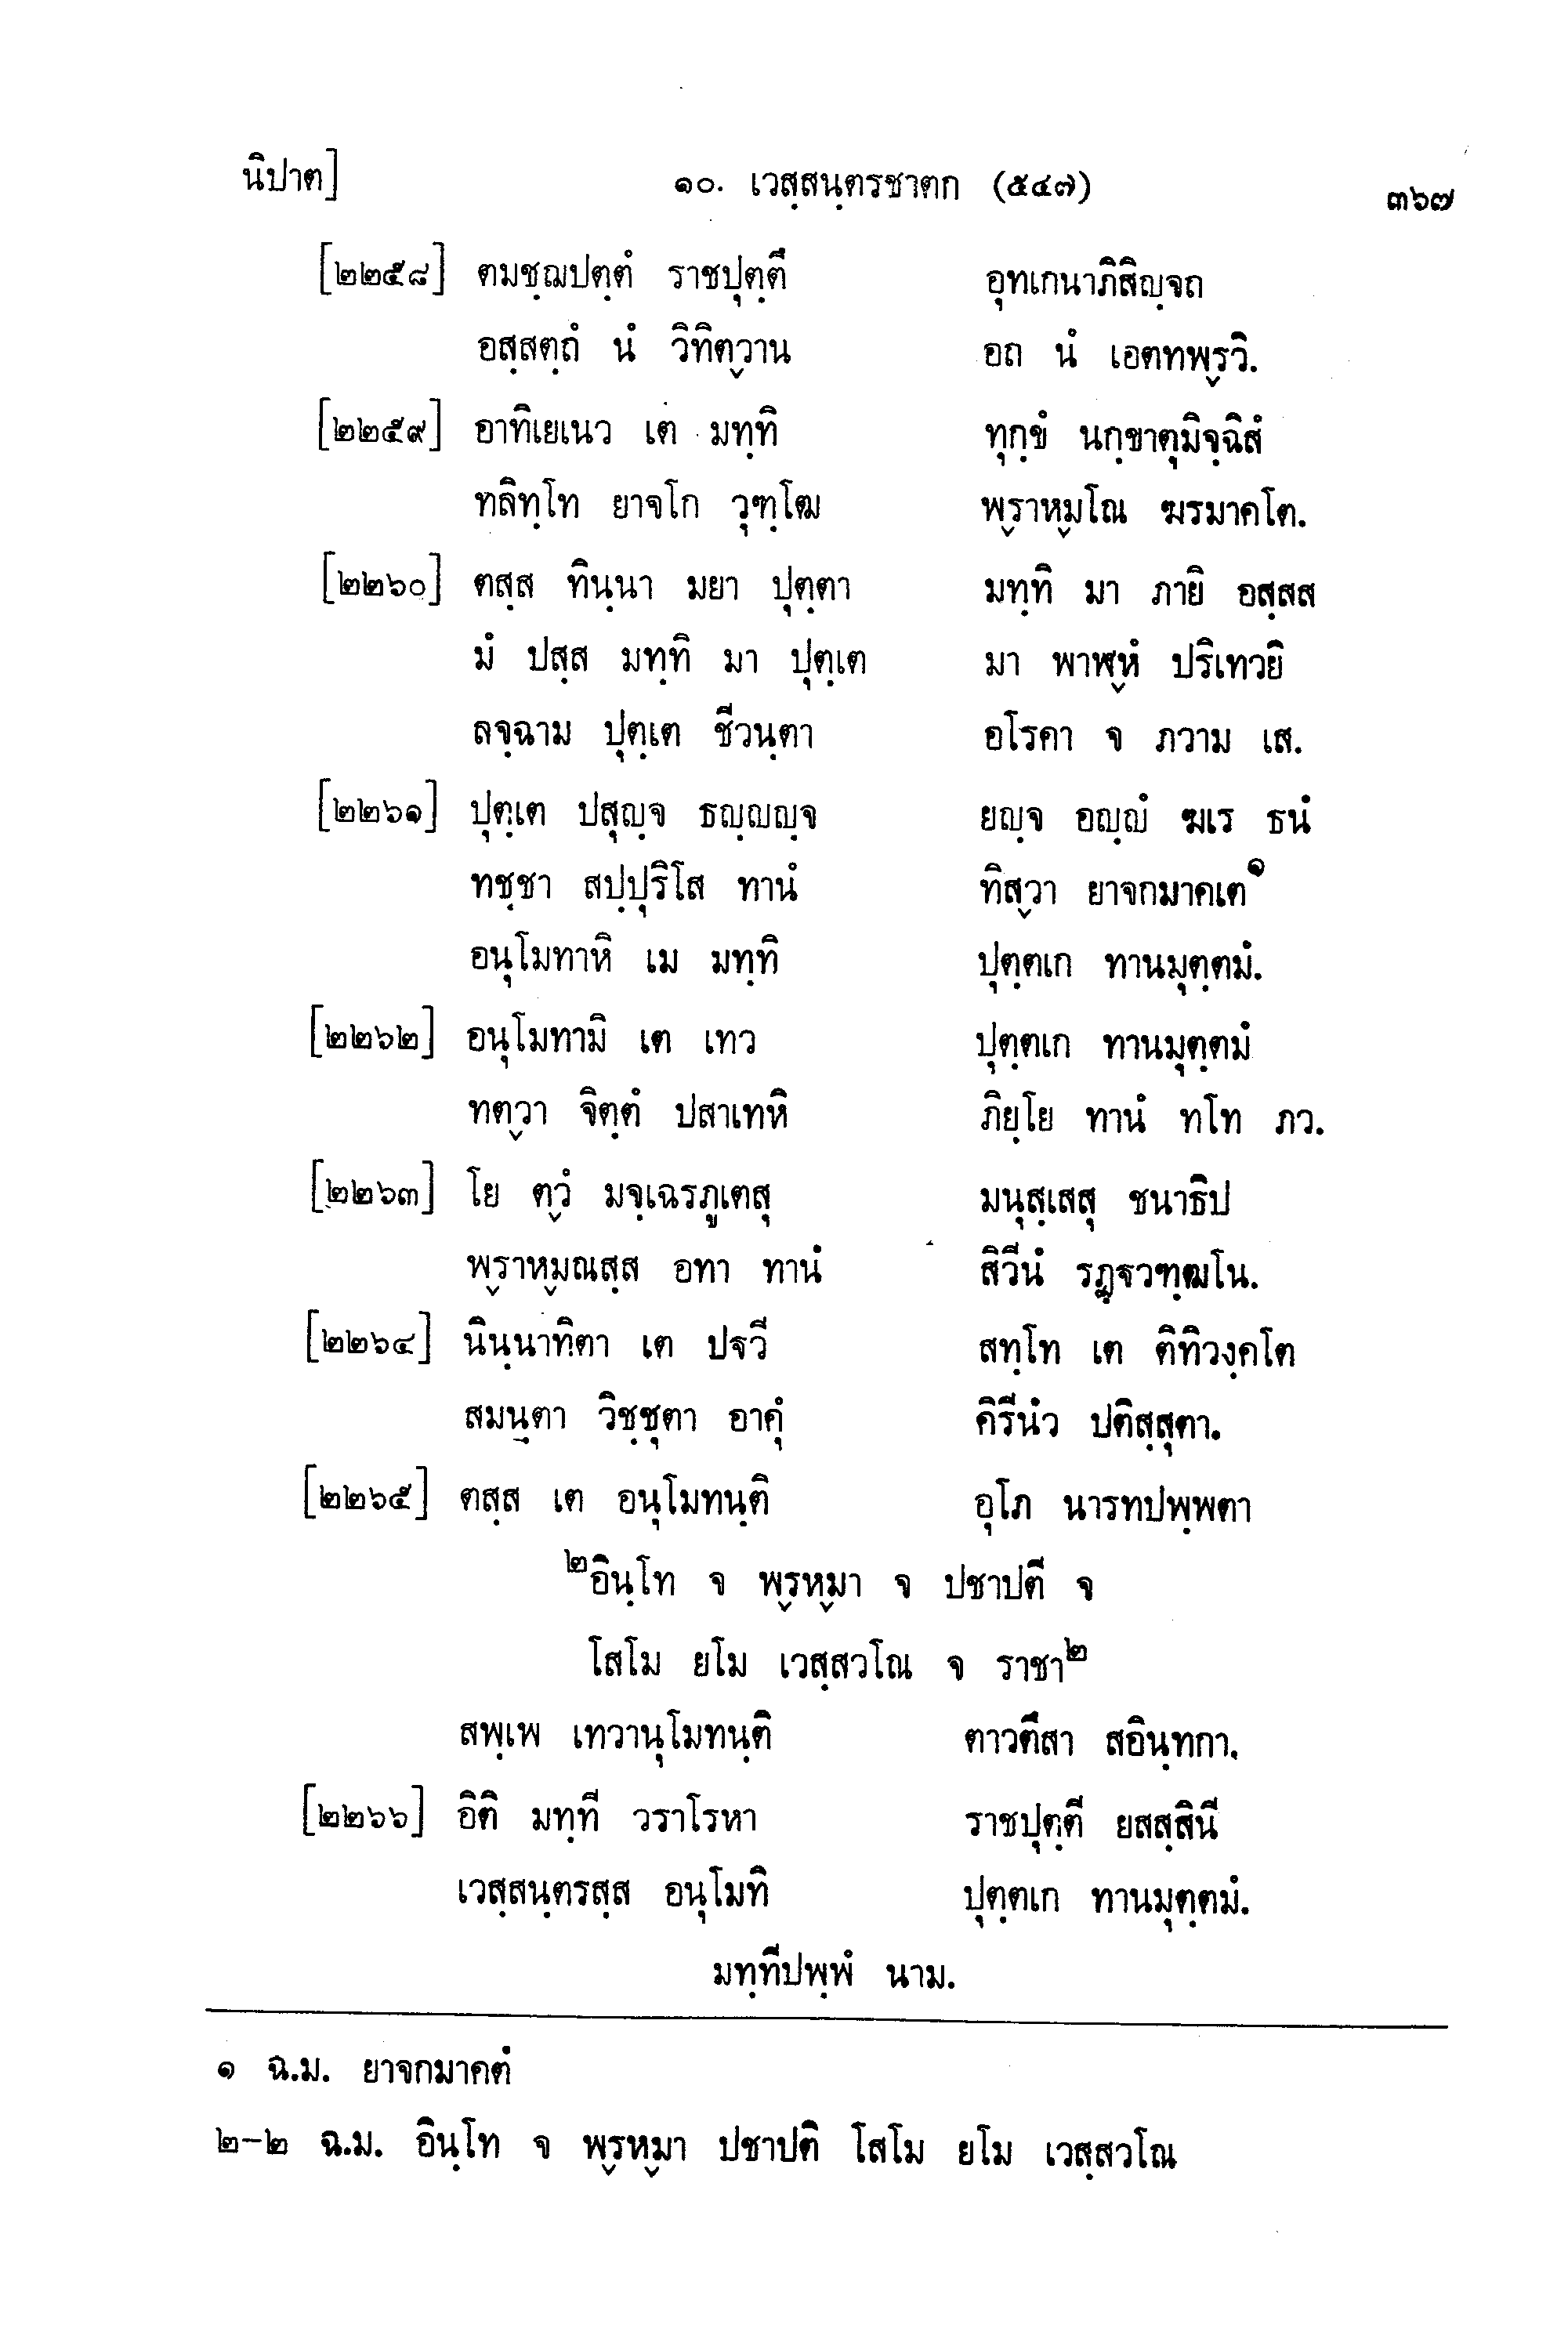 นิปาต] ๑๐. เวสฺสนฺตรชาตก (๕๔๗) ๓๖๗
[๒๒๕๘] ตมชฺฌปตฺตํ ราชปุตฺตึ อุทเกนาภิสิญฺจถ
อสฺสตฺถํ นํ วิทิตฺวาน อถ นํ เอตทพฺรวิ.
[๒๒๕๙] อาทิเยเนว เต มทฺทิ ทุกฺขํ นกฺขาตุมิจฺฉิสํ
ทลิทฺโท ยาจโก วุฑฺโฒ พฺราหฺมโณ ฆรมาคโต.
[๒๒๖๐] ตสฺส ทินฺนา มยา ปุตฺตา มทฺทิ มา ภายิ อสฺสส
มํ ปสฺส มทฺทิ มา ปุตฺเต มา พาฬฺหํ ปริเทวยิ
ลจฺฉาม ปุตฺเต ชีวนฺตา อโรคา จ ภวาม เส.
[๒๒๖๑] ปุตฺเต ปสุญฺจ ธญฺญญฺจ ยญฺจ อญฺญํ ฆเร ธนํ
ทชฺชา สปฺปุริโส ทานํ ทิสฺวา ยาจกมาคเต๑
อนุโมทาหิ เม มทฺทิ ปุตฺตเก ทานมุตฺตมํ.
[๒๒๖๒] อนุโมทามิ เต เทว ปุตฺตเก ทานมุตฺตมํ
ทตฺวา จิตฺตํ ปสาเทหิ ภิยฺโย ทานํ ทโท ภว.
[๒๒๖๓] โย ตฺวํ มจฺเฉรภูเตสุ มนุสฺเสสุ ชนาธิป
พฺราหฺมณสฺส อทา ทานํ สิวีนํ รฏฺฐวฑฺฒโน.
[๒๒๖๔] นินฺนาทิตา เต ปฐวี สทฺโท เต ติทิวงฺคโต
สมนฺตา วิชฺชุตา อาคุํ คิรีนํว ปติสฺสุตา.
[๒๒๖๕] ตสฺส เต อนุโมทนฺติ อุโภ นารทปพฺพตา
๒อินฺโท จ พฺรหฺมา จ ปชาปตี จ
โสโม ยโม เวสฺสวโณ จ ราชา๒
สพฺเพ เทวานุโมทนฺติ ตาวตึสา สอินฺทกา.
[๒๒๖๖] อิติ มทฺที วราโรหา ราชปุตฺตี ยสสฺสินี
เวสฺสนฺตรสฺส อนุโมทิ ปุตฺตเก ทานมุตฺตมํ.
มทฺทีปพฺพํ นาม.
๑ ฉ.ม. ยาจกมาคตํ
๒-๒ ฉ.ม. อินฺโท จ พฺรหฺมา ปชาปติ โสโม ยโม เวสฺสวโณ